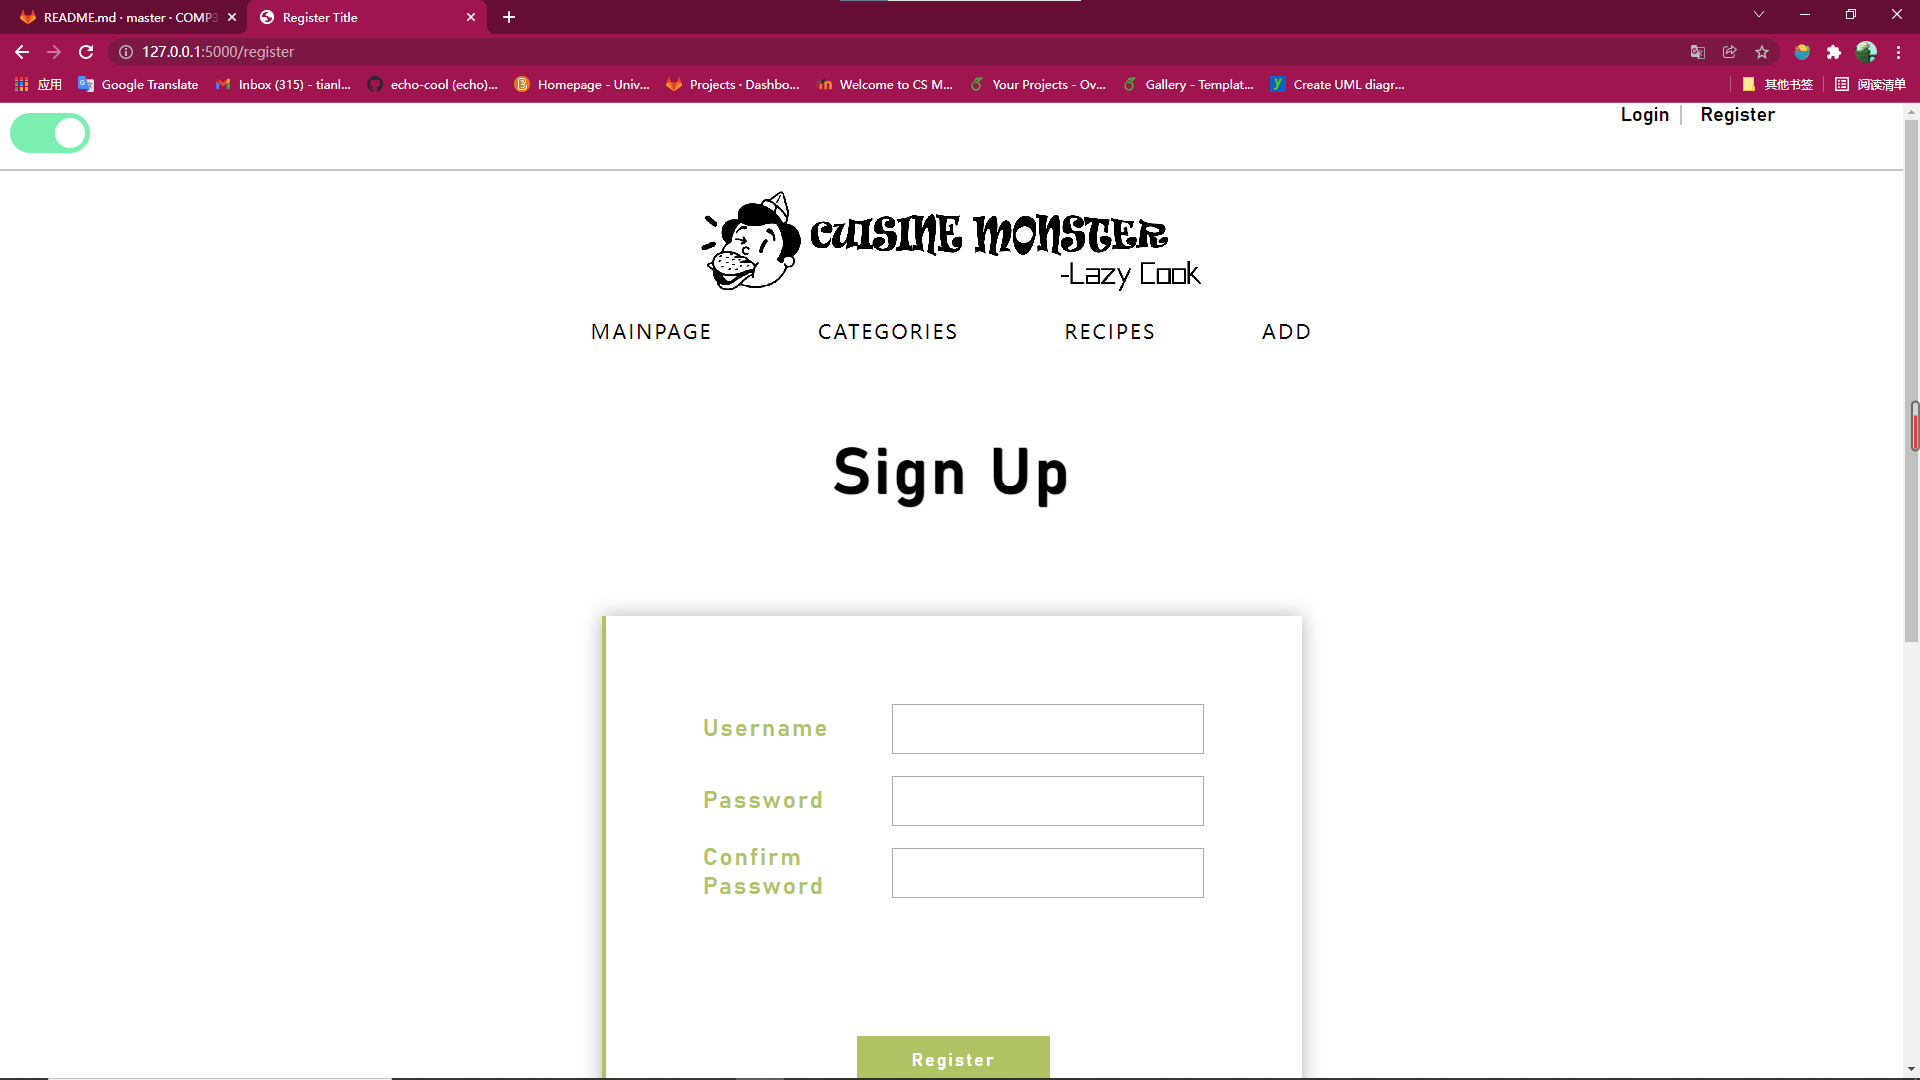 README.md · master · COMP3
Register Title
127.0.0.1:5000/register
应用
Google Translate
Inbox (315) - tianl...
echo-cool (echo)...
Homepage - Univ...
Projects · Dashbo...
Welcome to CS M...
Your Projects - Ov...
Gallery - Templat...
Create UML diagr...
其他书签
阅读清单
Login
Register
CUISINE MONSTER
-Lazy Cook
MAINPAGE
CATEGORIES
RECIPES
ADD
Sign Up
Username
Password
Confirm
Password
Register